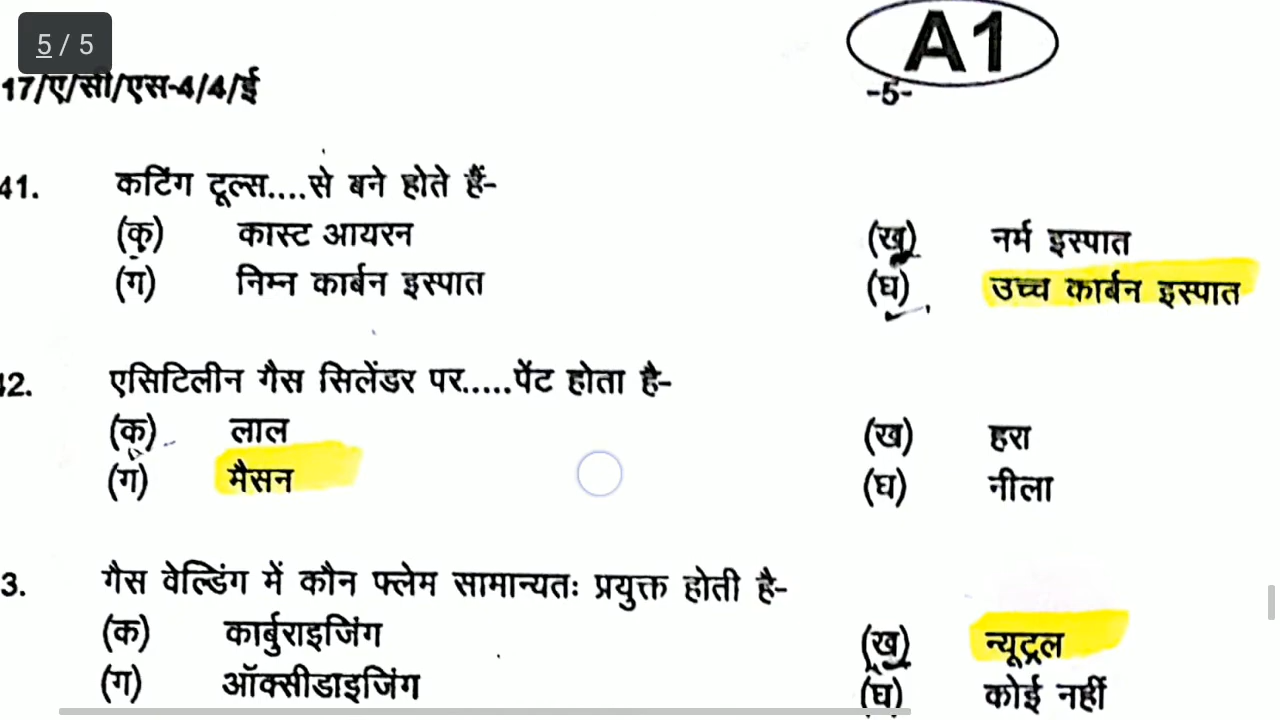 5 / 5
A1
17/ए/सी/एस-4/4/ई
-5-
41. कटिंग टूल्स....से बने होते हैं-
(क) कास्ट आयरन (ख) नर्म इस्पात
(ग) निम्न कार्बन इस्पात (घ) उच्च कार्बन इस्पात
12. एसिटिलीन गैस सिलेंडर पर.....पेंट होता है-
(क) लाल (ख) हरा
(ग) मैसन (घ) नीला
3. गैस वेल्डिंग में कौन फ्लेम सामान्यतः प्रयुक्त होती है-
(क) कार्बुराइजिंग (ख) न्यूट्रल
(ग) ऑक्सीडाइजिंग (घ) कोई नहीं